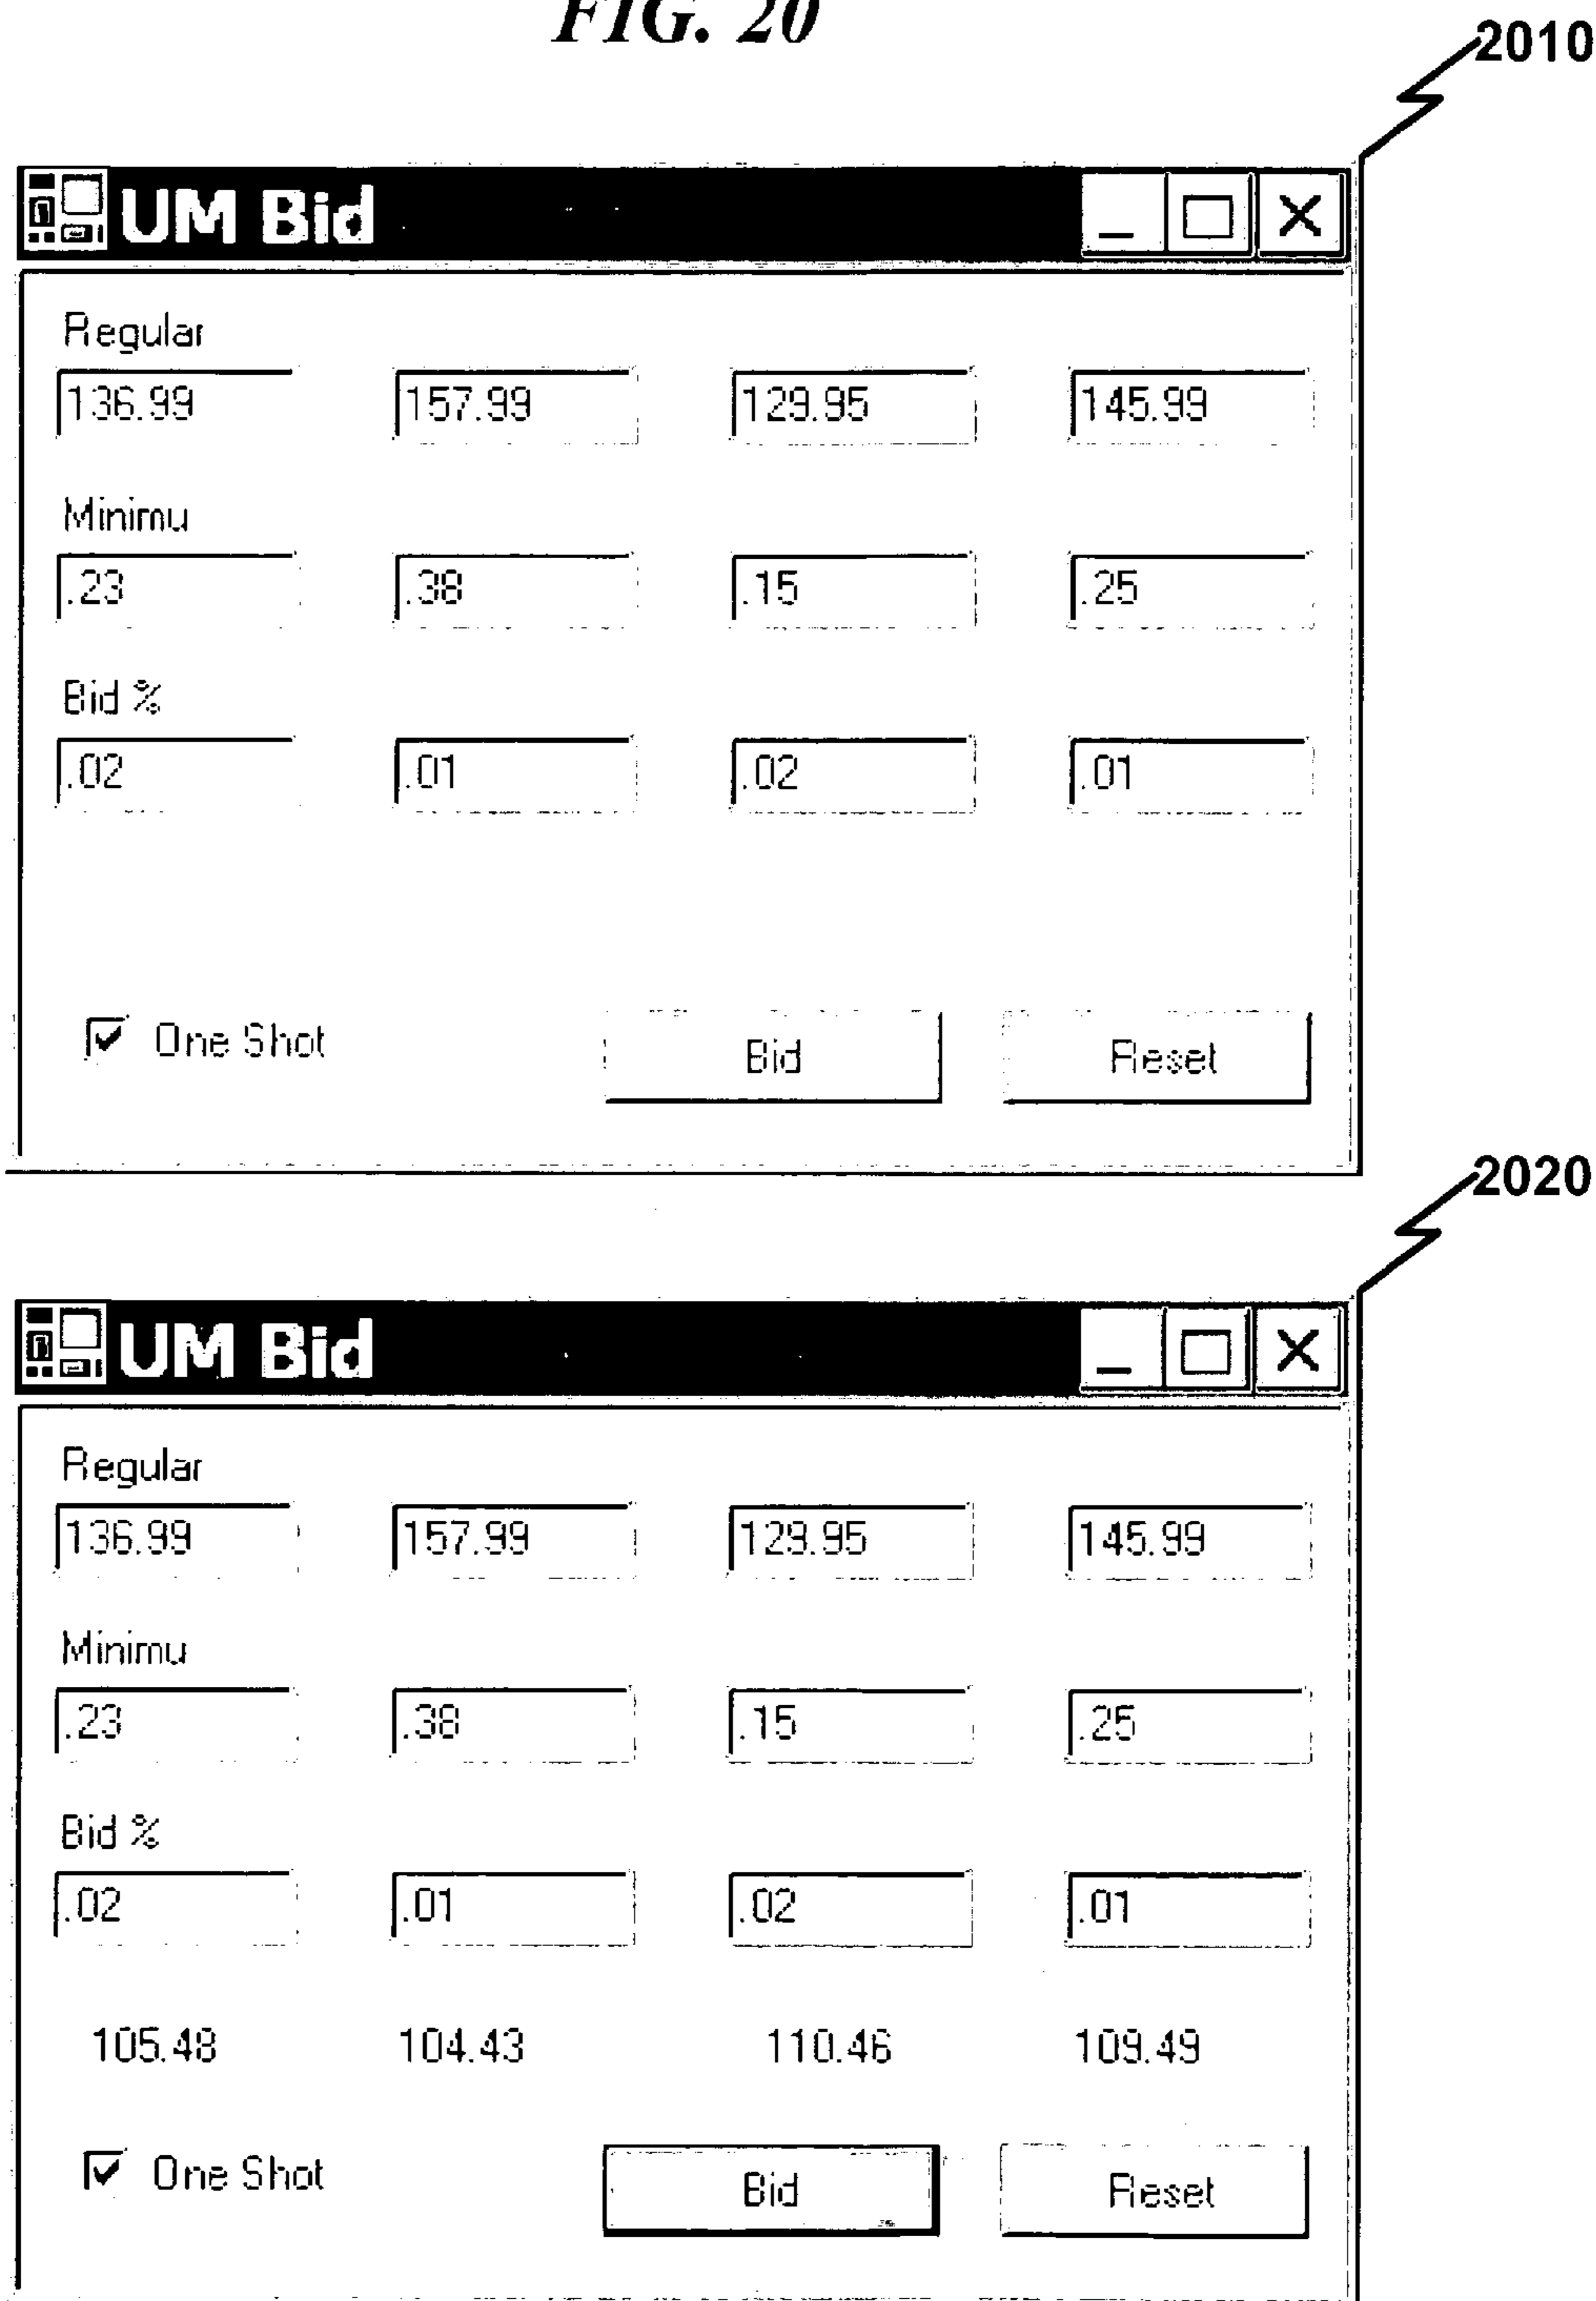 FIG. 20
2010
UM Bid
Regular
136.99 157.99 129.95 145.99
Minimu
.23 .38 .15 .25
Bid %
.02 .01 .02 .01
One Shot Bid Reset
2020
UM Bid
Regular
136.99 157.99 129.95 145.99
Minimu
.23 .38 .15 .25
Bid %
.02 .01 .02 .01
105.48 104.43 110.46 109.49
One Shot Bid Reset